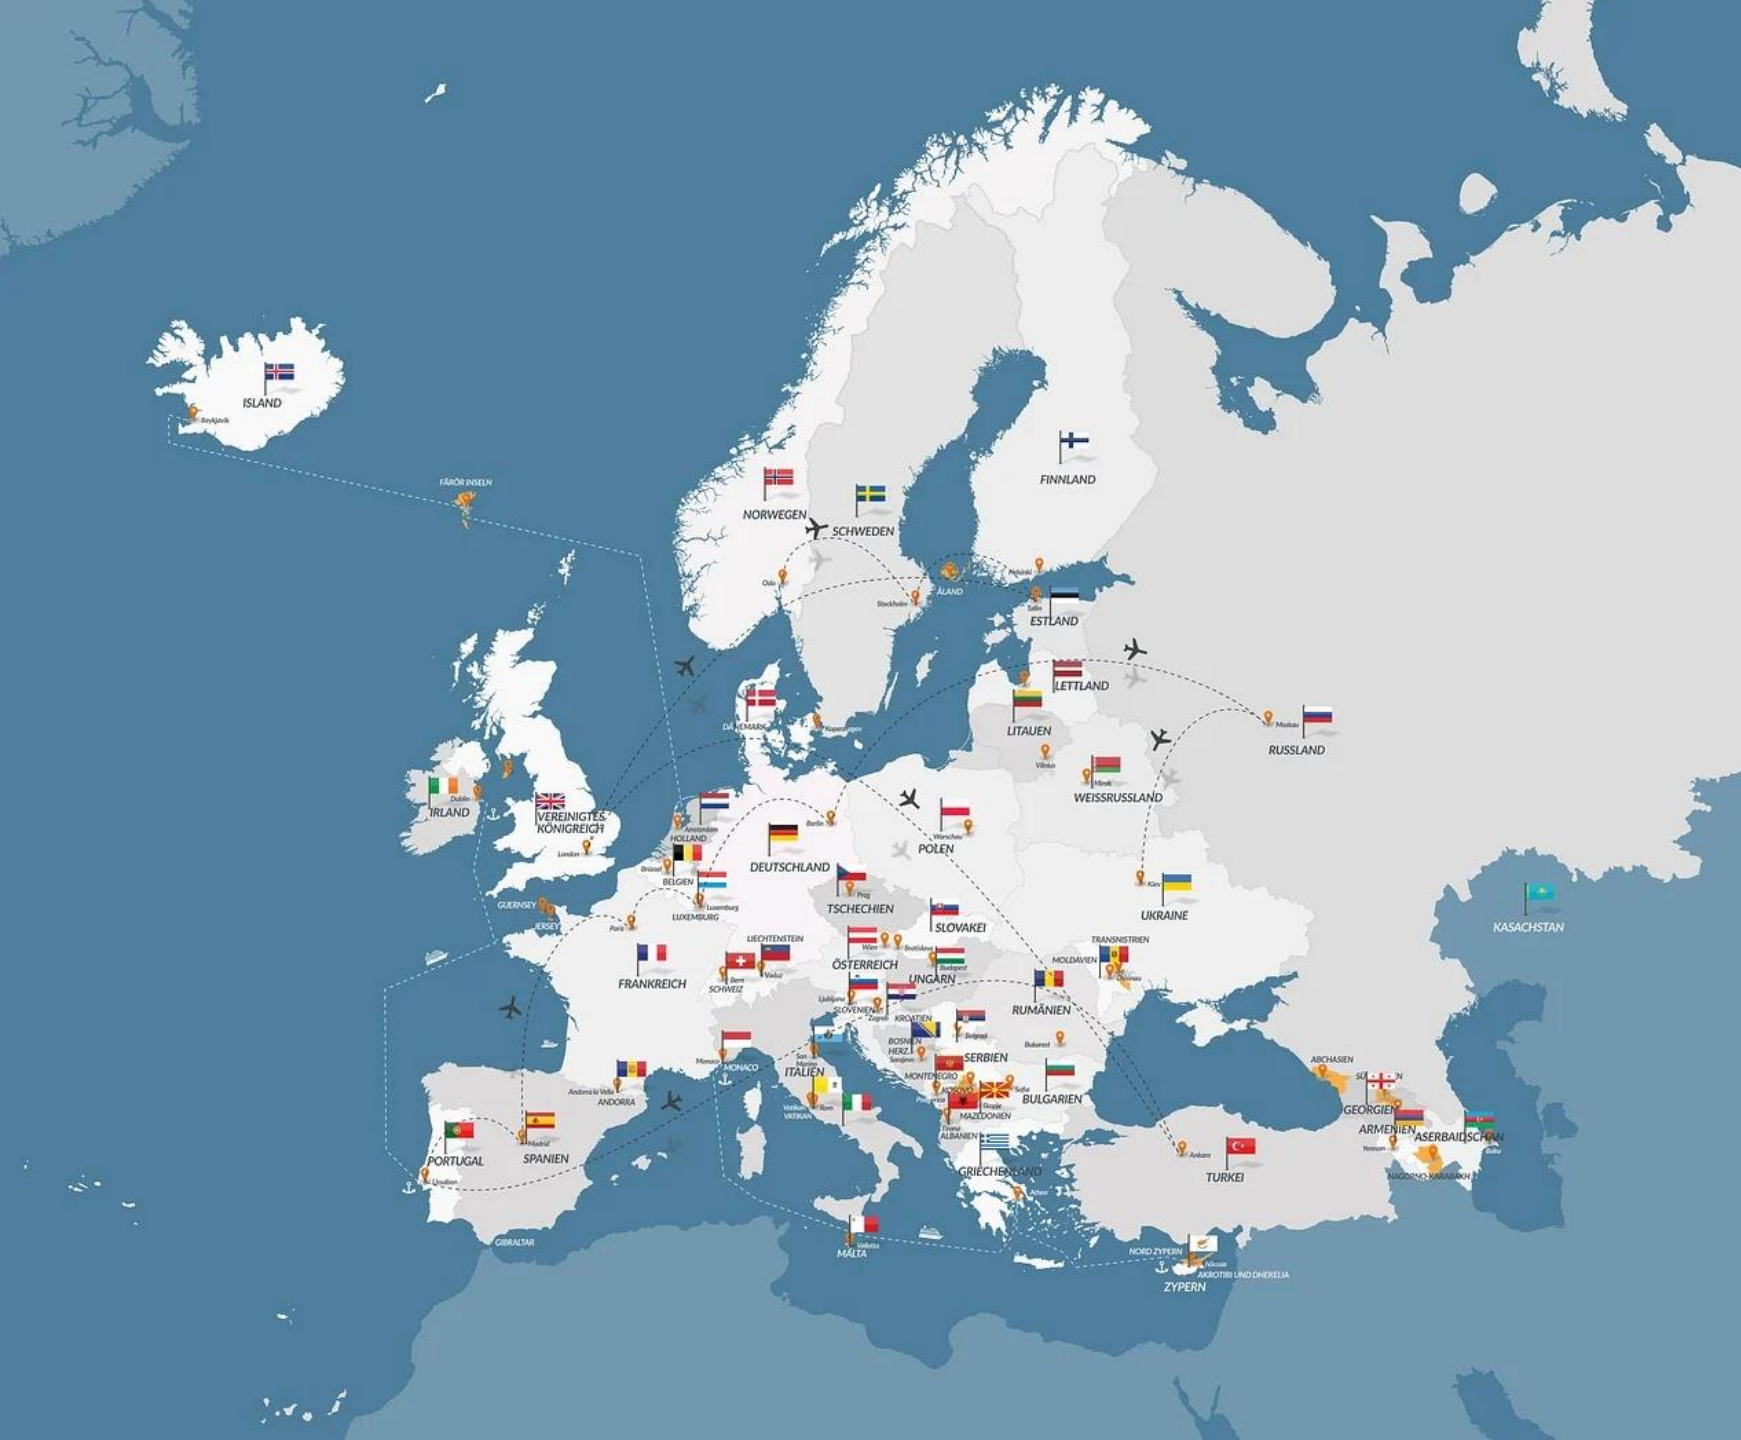 ISLAND
Reykjavik
FÄRÖR INSELN
FINNLAND
NORWEGEN
SCHWEDEN
Helsinki
Oslo
ÅLAND
Stockholm
Tallin
ESTLAND
LETTLAND
LITAUEN
Vilnius
Moskau
RUSSLAND
DÄNEMARK
Kopenhagen
Minsk
WEISSRUSSLAND
Dublin
IRLAND
VEREINIGTES
KÖNIGREICH
London
Amsterdam
HOLLAND
Berlin
Warschau
POLEN
Brüssel
BELGIEN
DEUTSCHLAND
Prag
TSCHECHIEN
Kiev
UKRAINE
KASACHSTAN
GUERNSEY
JERSEY
Luxemburg
LUXEMBURG
Paris
SLOVAKEI
LIECHTENSTEIN
Wien
Bratislava
TRANSNISTRIEN
MOLDAVIEN
FRANKREICH
Bern
SCHWEIZ
Vaduz
ÖSTERREICH
Budapest
UNGARN
Ljubljana
SLOVENIEN
Zagreb
KROATIEN
RUMÄNIEN
Belgrad
Bukarest
BOSNIEN
HERZ.
Sarajevo
SERBIEN
Monaco
MONACO
San
Marino
ITALIEN
ABCHASIEN
MONTENEGRO
KOSOVO
Sofia
BULGARIEN
Andorra la Vella
ANDORRA
Vatikan
VATIKAN
Rom
Skopje
MAZEDONIEN
Tirana
ALBANIEN
GEORGIEN
ARMENIEN
ASERBAIDSCHAN
Baku
Yerevan
NAGORNO-KARABAKH
Madrid
PORTUGAL
SPANIEN
Lissabon
Ankara
TURKEI
GRIECHENLAND
Athen
GIBRALTAR
Valletta
MALTA
NORD ZYPERN
Nikosia
AKROTIRI UND DHEKELIA
ZYPERN